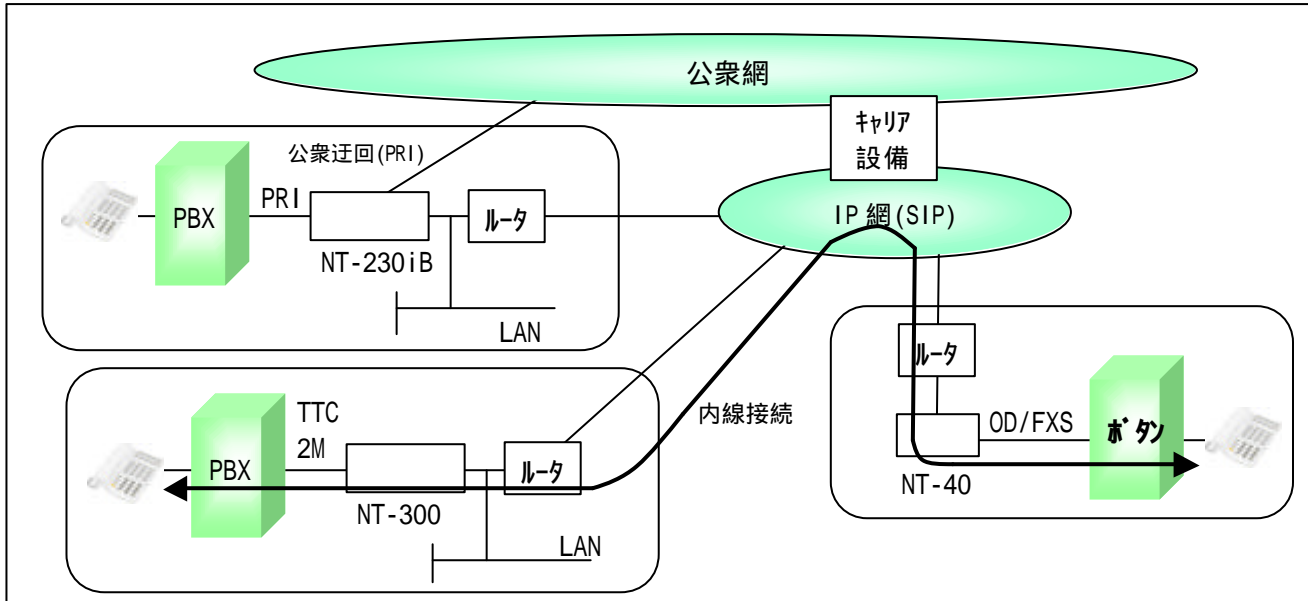 公衆網
キャリア
設備
公衆迂回(PRI)
PBX
PRI
ルータ
NT-230iB
LAN
IP網(SIP)
ルータ
OD/FXS
ボタン
NT-40
内線接続
TTC
2M
PBX
ルータ
NT-300
LAN